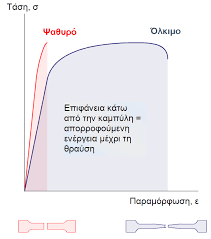 Τάση, σ
Ψαθυρό
Όλκιμο
Επιφάνεια κάτω
από την καμπύλη =
απορροφούμενη
ενέργεια μέχρι τη
θραύση
Παραμόρφωση, ε